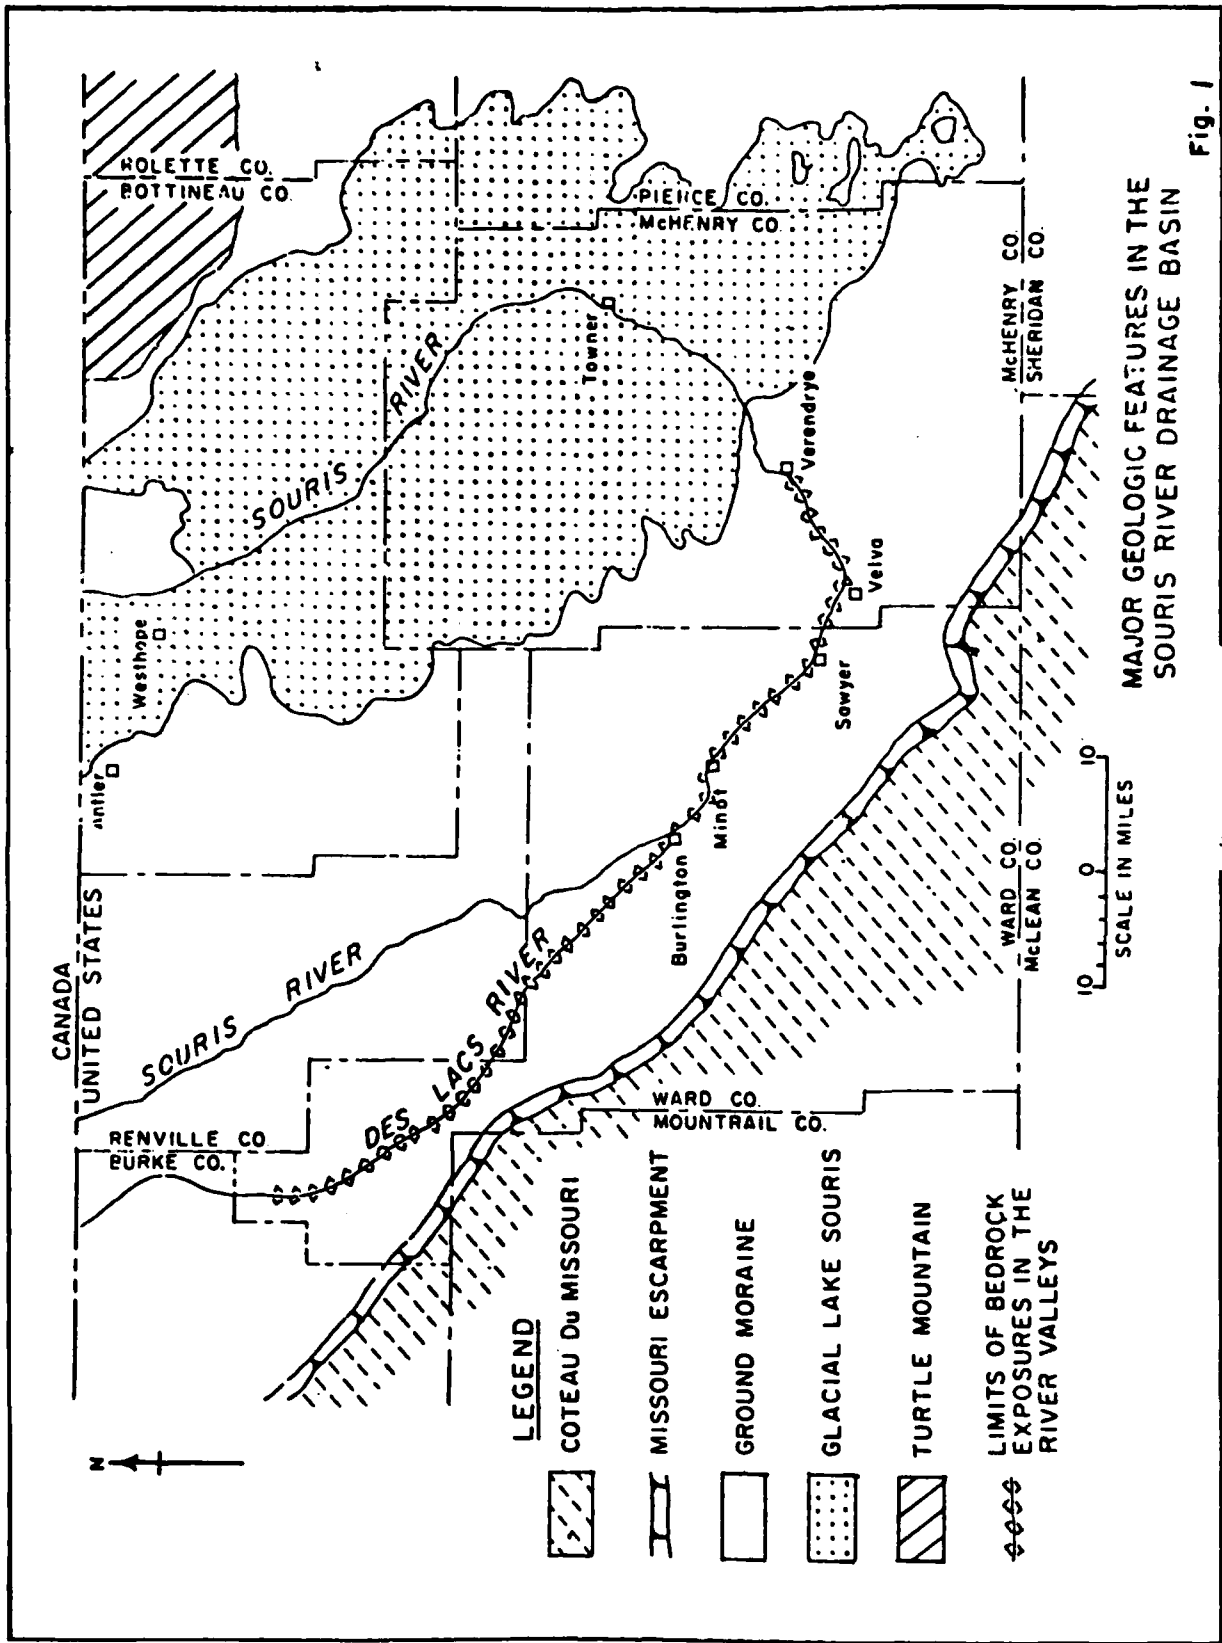 CANADA
UNITED STATES
Antler
Westhope
ROLETTE CO.
BOTTINEAU CO.
RENVILLE CO.
BURKE CO.
SOURIS RIVER
SOURIS RIVER
DES LACS RIVER
Towner
PIERCE CO.
McHENRY CO.
Burlington
Minot
Sawyer
Velva
Verendrye
WARD CO.
MOUNTRAIL CO.
WARD CO.
McLEAN CO.
McHENRY CO.
SHERIDAN CO.
N
LEGEND
COTEAU DU MISSOURI
MISSOURI ESCARPMENT
GROUND MORAINE
GLACIAL LAKE SOURIS
TURTLE MOUNTAIN
LIMITS OF BEDROCK
EXPOSURES IN THE
RIVER VALLEYS
10 0 10
SCALE IN MILES
MAJOR GEOLOGIC FEATURES IN THE
SOURIS RIVER DRAINAGE BASIN
Fig. 1